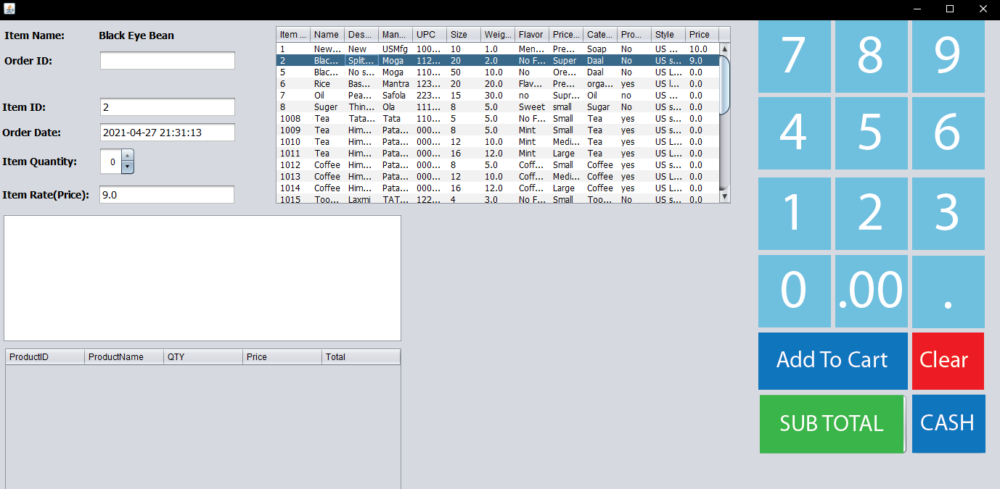 Item Name: Black Eye Bean
Order ID:
Item ID: 2
Order Date: 2021-04-27 21:31:13
Item Quantity: 0
Item Rate(Price): 9.0
Item ... Name Des... Man... UPC Size Weig... Flavor Price... Cate... Pro... Style Price
1 New... New USMfg 100... 10 1.0 Men... Pre... Soap No US ... 10.0
2 Blac... Split... Moga 112... 20 2.0 No F... Super Daal No US s... 9.0
5 Blac... No s... Moga 110... 50 10.0 No Ore... Daal No US L... 0.0
6 Rice Bas... Mantra 123... 20 20.0 Flav... Pre... orga... yes US l... 0.0
7 Oil Pea... Safola 223... 15 30.0 no Supr... Oil no US ... 0.0
8 Suger Thin... Ola 111... 8 5.0 Sweet small Sugar No US s... 0.0
1008 Tea Tata... Tata 110... 5 5.0 No F... Small Tea yes US s... 0.0
1009 Tea Him... Pata... 000... 8 5.0 Mint Small Tea yes US s... 0.0
1010 Tea Him... Pata... 000... 12 10.0 Mint Medi... Tea yes US L... 0.0
1011 Tea Him... Pata... 000... 16 12.0 Mint Large Tea yes US L... 0.0
1012 Coffee Him... Pata... 000... 8 5.0 Coff... Small Coffee yes US s... 0.0
1013 Coffee Him... Pata... 000... 12 10.0 Coff... Medi... Coffee yes US L... 0.0
1014 Coffee Him... Pata... 000... 16 12.0 Coff... Large Coffee yes US L... 0.0
1015 Too... Laxmi TAT... 122... 4 3.0 No F... Small Too... No US s... 0.0
ProductID ProductName QTY Price Total
7 8 9
4 5 6
1 2 3
0 .00 .
Add To Cart Clear
SUB TOTAL CASH